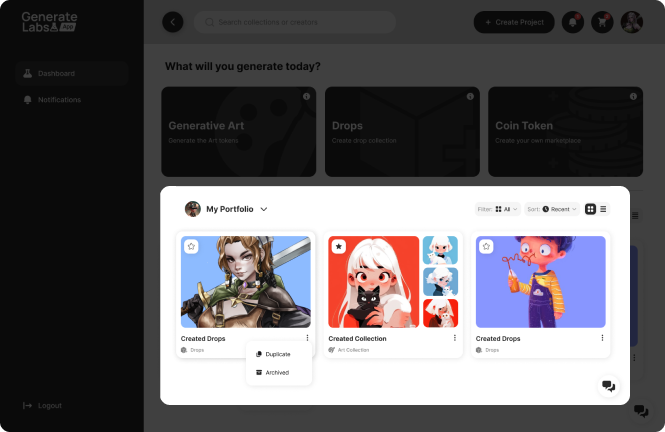 Generate
Labs App
Search collections or creators
+ Create Project
Dashboard
Notifications
What will you generate today?
Generative Art
Generate the Art tokens
Drops
Create drop collection
Coin Token
Create your own marketplace
My Portfolio
Filter: All
Sort: Recent
Created Drops
Drops
Duplicate
Archived
Created Collection
Art Collection
Created Drops
Drops
Logout